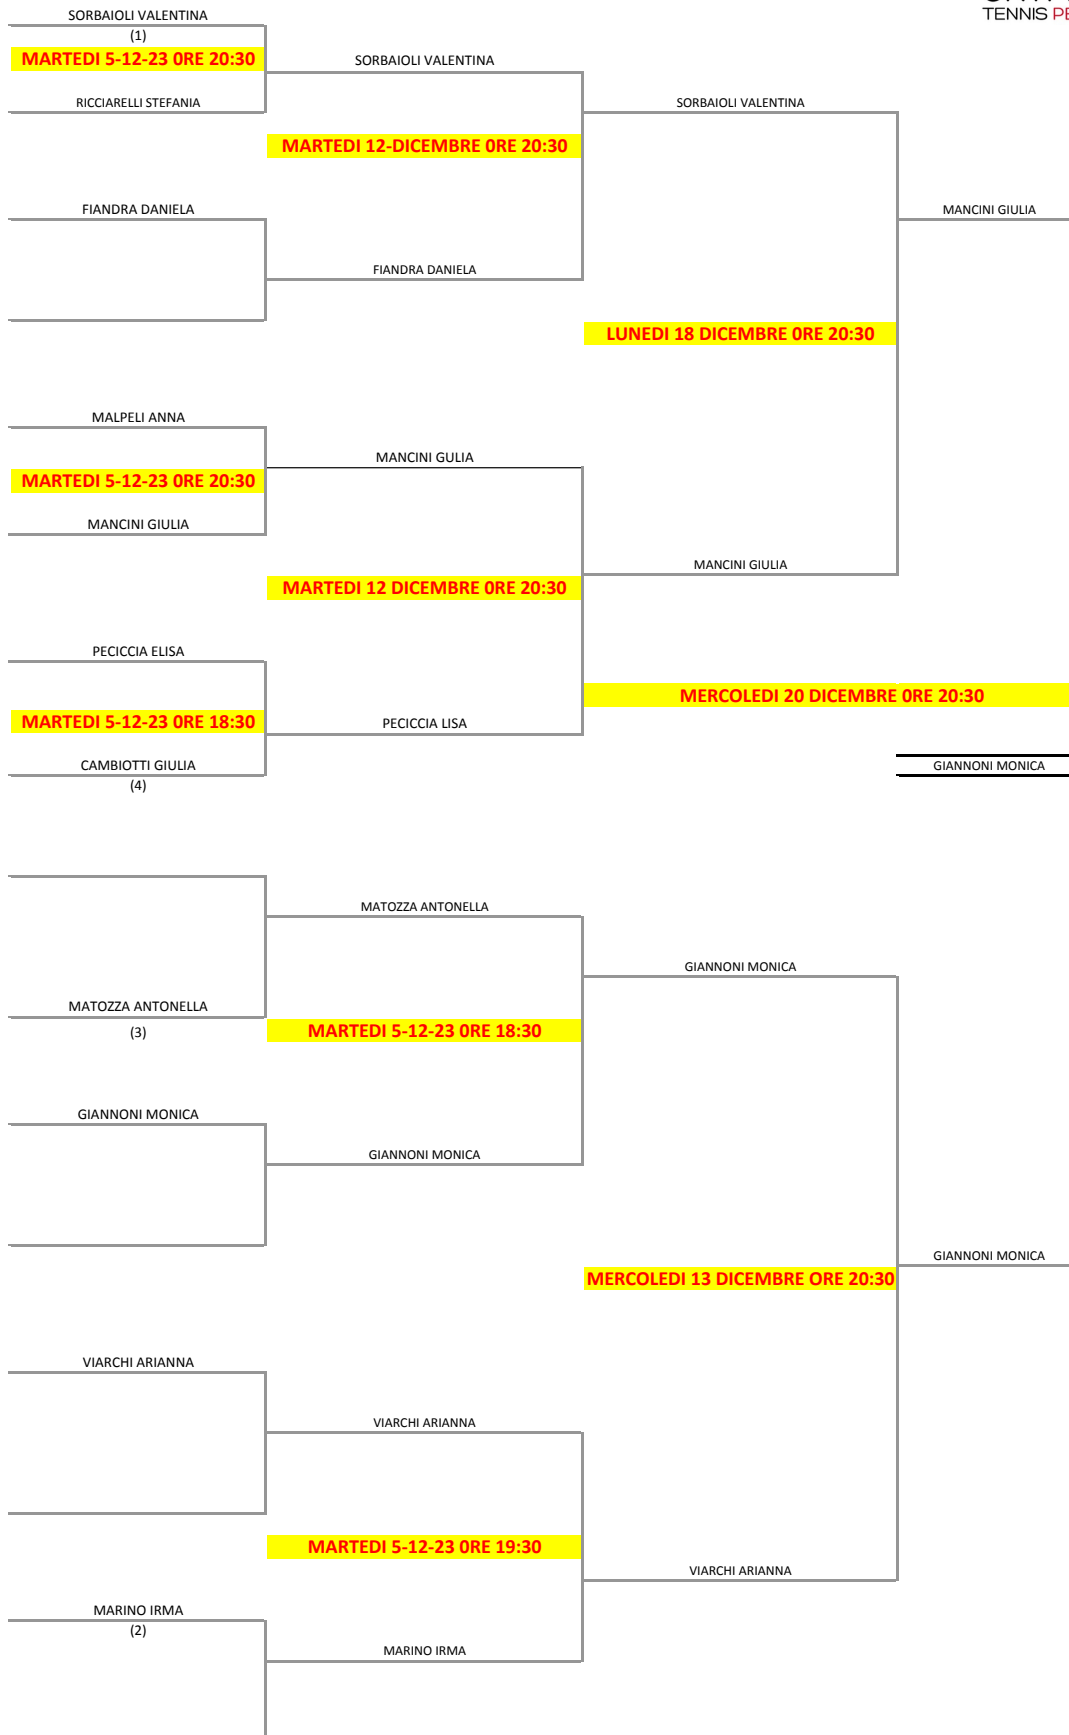 TENNIS
SORBAIOLI VALENTINA
(1)
MARTEDI 5-12-23 0RE 20:30
SORBAIOLI VALENTINA
RICCIARELLI STEFANIA
SORBAIOLI VALENTINA
MARTEDI 12-DICEMBRE 0RE 20:30
FIANDRA DANIELA
MANCINI GIULIA
FIANDRA DANIELA
LUNEDI 18 DICEMBRE 0RE 20:30
MALPELI ANNA
MANCINI GULIA
MARTEDI 5-12-23 0RE 20:30
MANCINI GIULIA
MANCINI GIULIA
MARTEDI 12 DICEMBRE 0RE 20:30
PECICCIA ELISA
MERCOLEDI 20 DICEMBRE 0RE 20:30
MARTEDI 5-12-23 0RE 18:30
PECICCIA LISA
CAMBIOTTI GIULIA
GIANNONI MONICA
(4)
MATOZZA ANTONELLA
GIANNONI MONICA
MATOZZA ANTONELLA
(3)
MARTEDI 5-12-23 0RE 18:30
GIANNONI MONICA
GIANNONI MONICA
GIANNONI MONICA
MERCOLEDI 13 DICEMBRE ORE 20:30
VIARCHI ARIANNA
VIARCHI ARIANNA
MARTEDI 5-12-23 0RE 19:30
VIARCHI ARIANNA
MARINO IRMA
(2)
MARINO IRMA